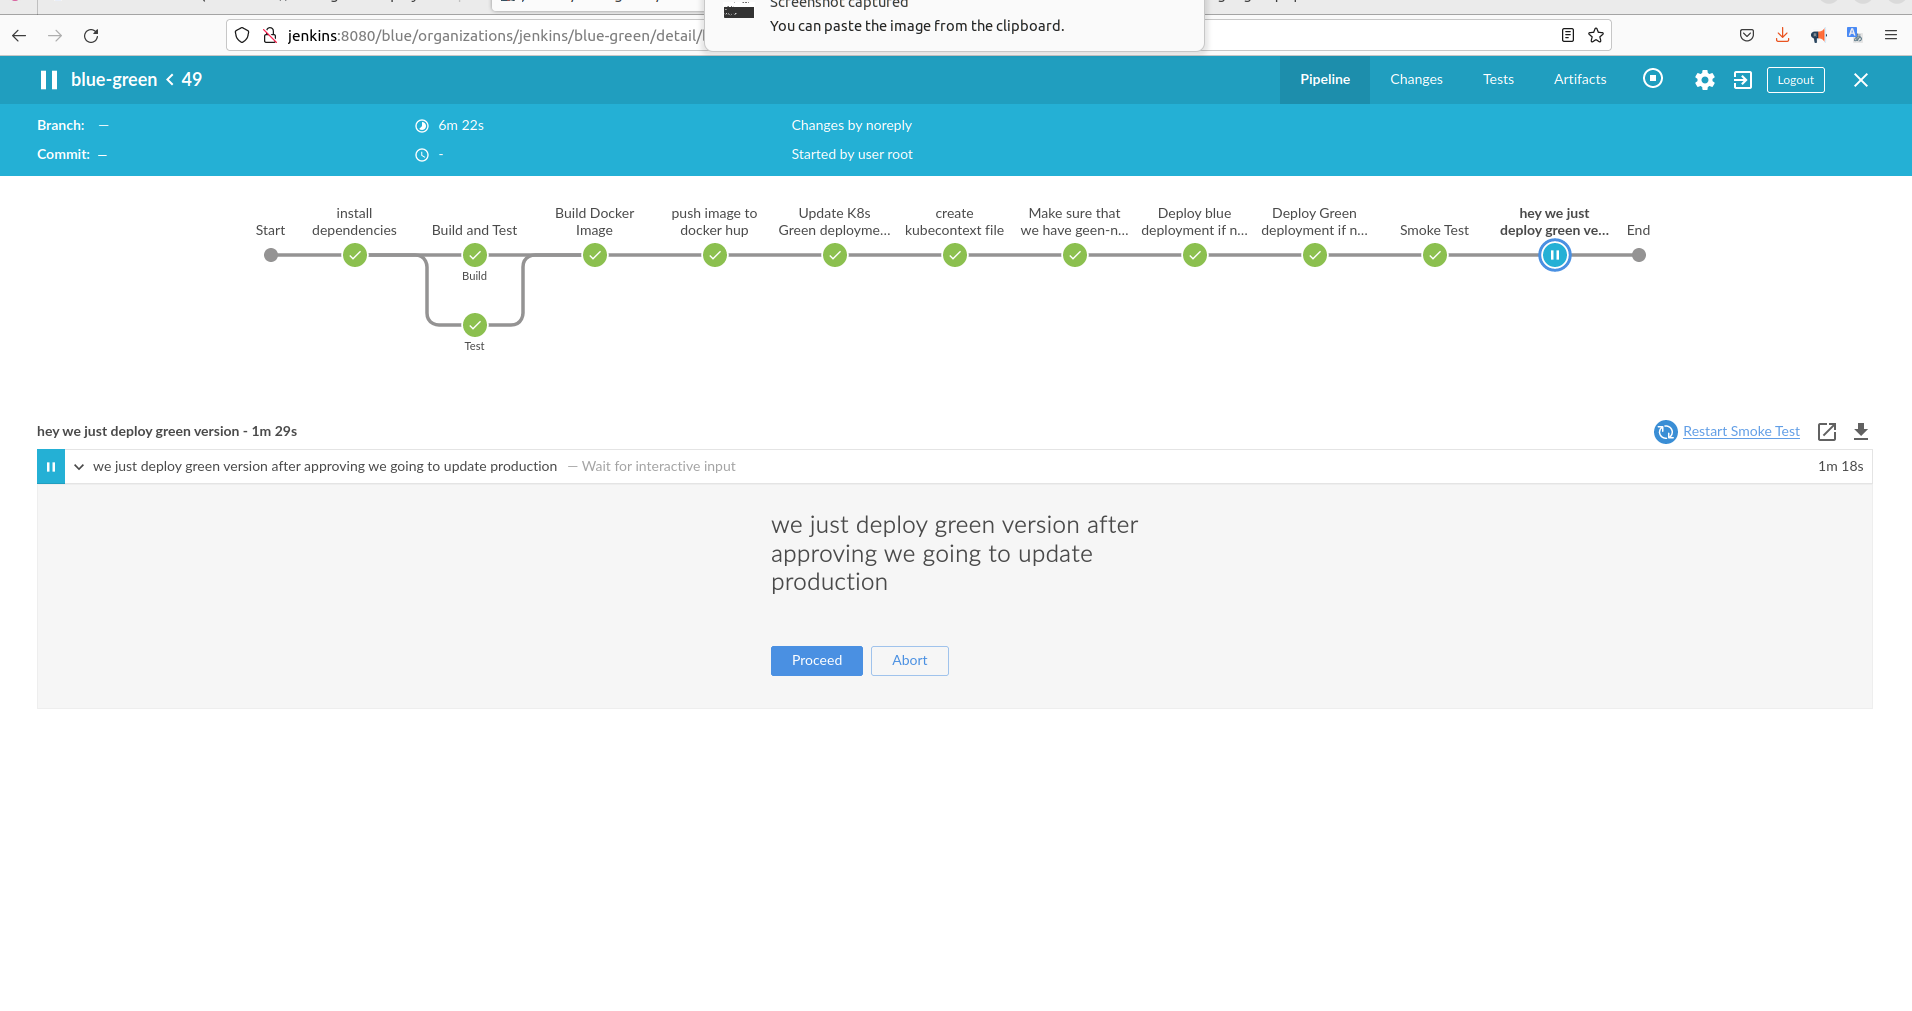 Screenshot captured
You can paste the image from the clipboard.
jenkins:8080/blue/organizations/jenkins/blue-green/detail/
blue-green < 49
Pipeline
Changes
Tests
Artifacts
Logout
Branch: —
6m 22s
Changes by noreply
Commit: —
-
Started by user root
Start
install
dependencies
Build and Test
Build
Test
Build Docker
Image
push image to
docker hup
Update K8s
Green deployme...
create
kubecontext file
Make sure that
we have geen-n...
Deploy blue
deployment if n...
Deploy Green
deployment if n...
Smoke Test
hey we just
deploy green ve...
End
hey we just deploy green version - 1m 29s
Restart Smoke Test
we just deploy green version after approving we going to update production — Wait for interactive input
1m 18s
we just deploy green version after
approving we going to update
production
Proceed
Abort